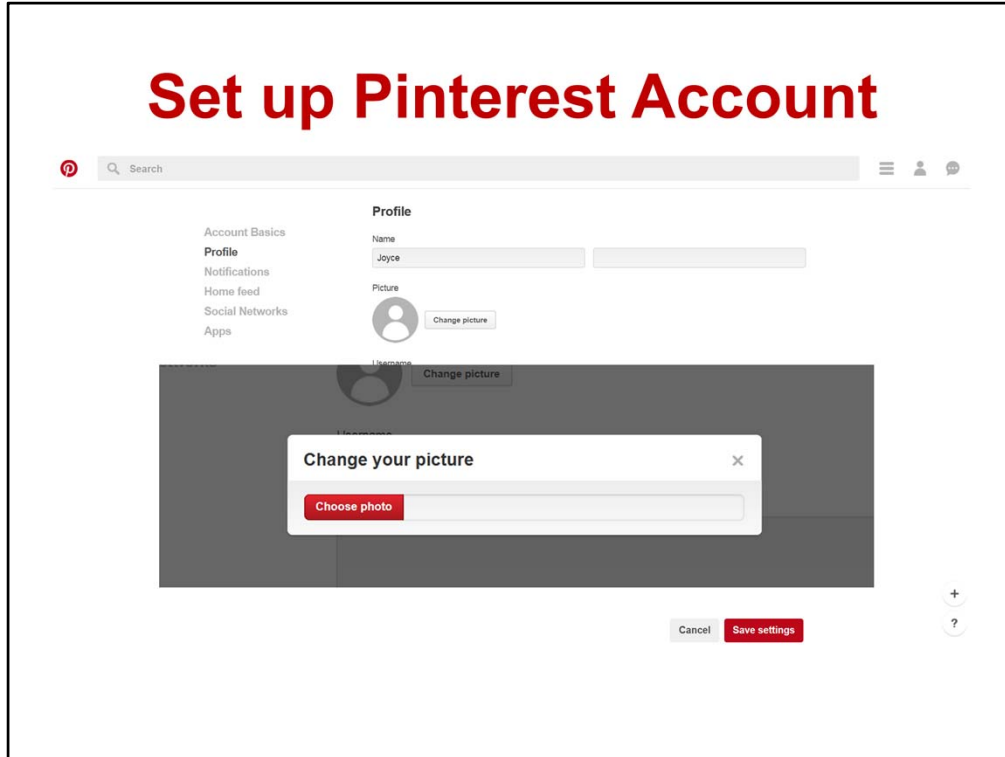 Set up Pinterest Account
Search
Profile
Account Basics
Profile
Notifications
Home feed
Social Networks
Apps
Name
Joyce
Picture
Change picture
Username
Change picture
Username
Change your picture
Choose photo
Cancel
Save settings
+
?